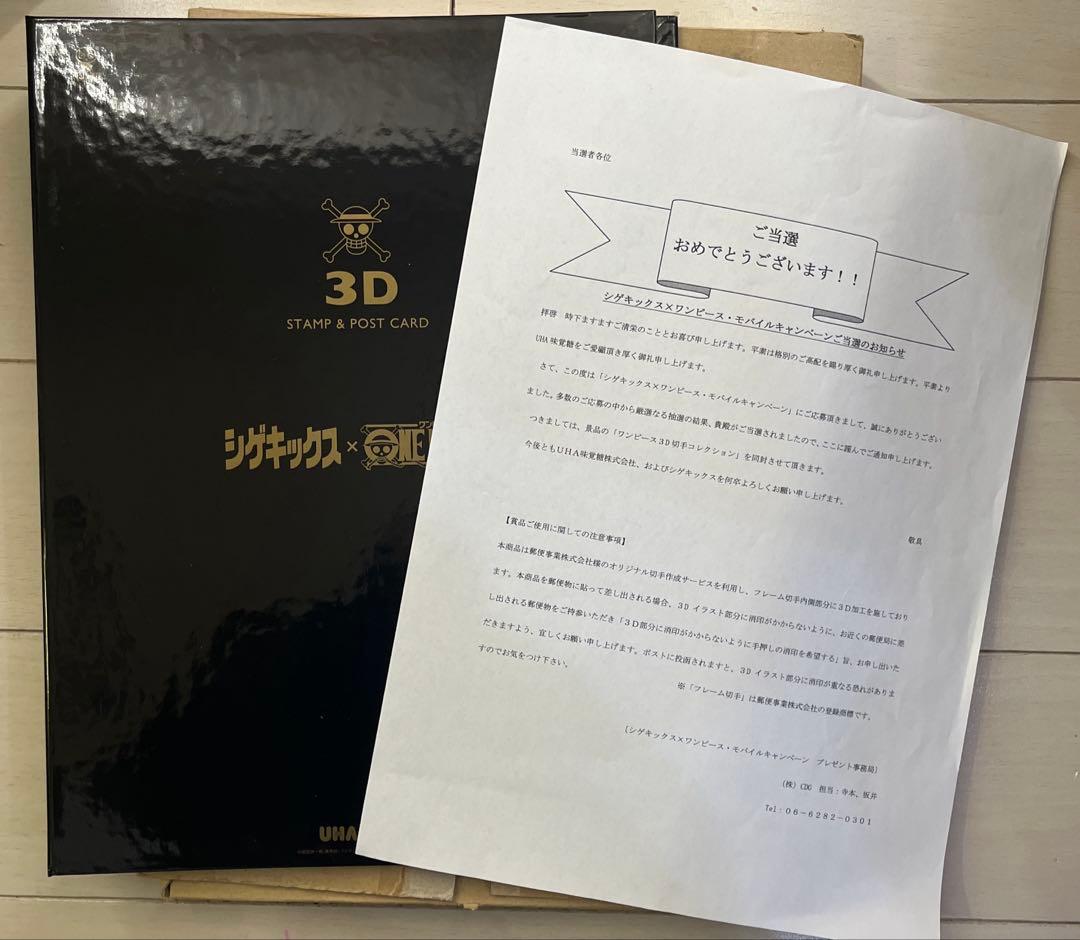 3D
STAMP & POST CARD
シゲキックス×ONE
UHA
当選者各位
ご当選
おめでとうございます！！
シゲキックス×ワンピース・モバイルキャンペーンご当選のお知らせ
拝啓　時下ますますご清栄のこととお喜び申し上げます。平素は格別のご高配を賜り厚く御礼申し上げます。平素より
UHA味覚糖をご愛顧頂き厚く御礼申し上げます。
さて、この度は「シゲキックス×ワンピース・モバイルキャンペーン」にご応募頂きまして、誠にありがとうござい
ました。多数のご応募の中から厳選なる抽選の結果、貴殿がご当選されましたので、ここに謹んでご通知申し上げます。
つきましては、景品の「ワンピース３D切手コレクション」を同封させて頂きます。
今後ともＵＨＡ味覚糖株式会社、およびシゲキックスを何卒よろしくお願い申し上げます。
敬具
【賞品ご使用に関しての注意事項】
本商品は郵便事業株式会社様のオリジナル切手作成サービスを利用し、フレーム切手内側部分に３D加工を施しており
ます。本商品を郵便物に貼って差し出される場合、3D イラスト部分に消印がかからないように、お近くの郵便局に差
し出される郵便物をご持参いただき「３D部分に消印がかからないように手押しの消印を希望する」旨、お申し出いた
だきますよう、宜しくお願い申し上げます。ポストに投函されますと、3D イラスト部分に消印が重なる恐れがありま
すのでお気をつけ下さい。
※「フレーム切手」は郵便事業株式会社の登録商標です。
〔シゲキックス×ワンピース・モバイルキャンペーン　プレゼント事務局〕
(株) CDG　担当：寺本、坂井
Tel：０６－６２８２－０３０１